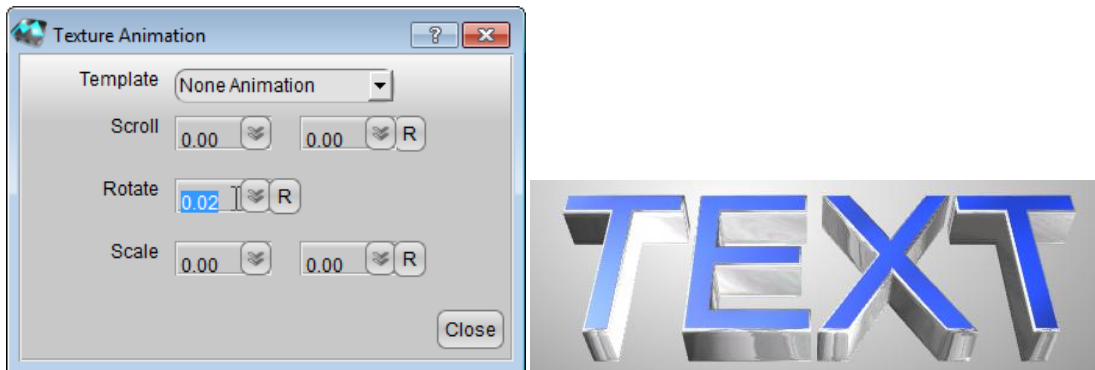 Texture Animation ?
Template None Animation
Scroll 0.00 0.00 R
Rotate 0.02 R
Scale 0.00 0.00 R
Close
TEXT